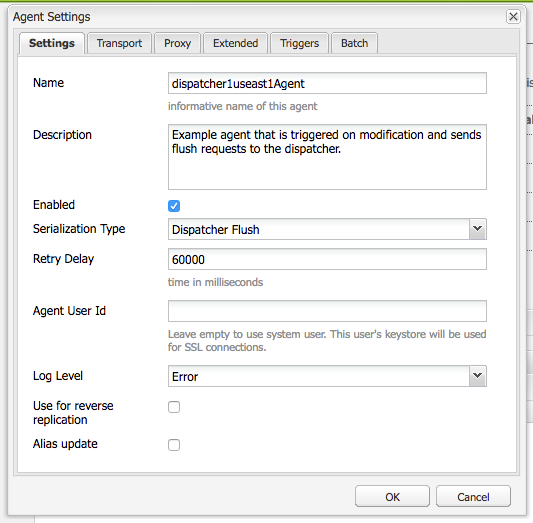 Agent Settings
Settings Transport Proxy Extended Triggers Batch
Name dispatcher1useast1Agent
informative name of this agent
Description Example agent that is triggered on modification and sends
flush requests to the dispatcher.
Enabled
Serialization Type Dispatcher Flush
Retry Delay 60000
time in milliseconds
Agent User Id
Leave empty to use system user. This user's keystore will be used
for SSL connections.
Log Level Error
Use for reverse
replication
Alias update
OK Cancel